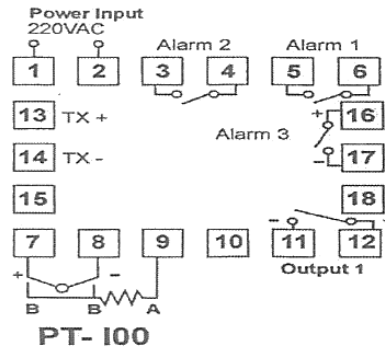 Power Input
220VAC
Alarm 2
Alarm 1
1
2
3
4
5
6
13
TX +
Alarm 3
+
16
14
TX -
-
17
15
18
7
8
9
10
-
11
12
+
-
Output 1
B
B
A
PT- I00